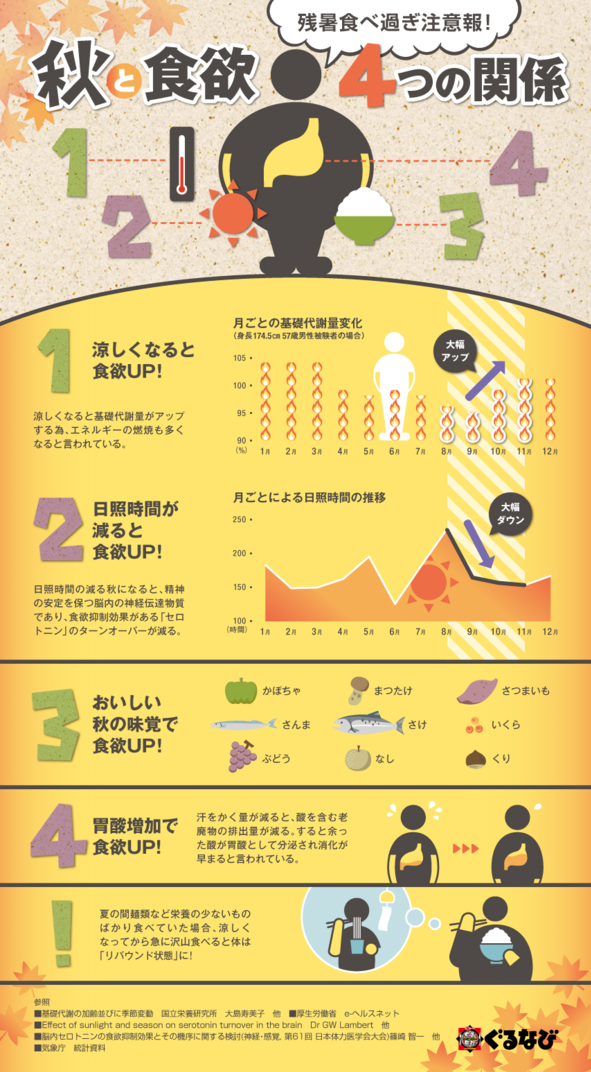 残暑食べ過ぎ注意報!
秋と食欲 4つの関係
1
4
2
3
1
涼しくなると
食欲UP!
涼しくなると基礎代謝量がアップ
する為、エネルギーの燃焼も多く
なると言われている。
月ごとの基礎代謝量変化
(身長174.5cm 57歳男性被験者の場合)
大幅
アップ
105
100
95
90
(%)
1月 2月 3月 4月 5月 6月 7月 8月 9月 10月 11月 12月
2
日照時間が
減ると
食欲UP!
日照時間の減る秋になると、精神
の安定を保つ脳内の神経伝達物質
であり、食欲抑制効果がある「セロ
トニン」のターンオーバーが減る。
月ごとによる日照時間の推移
大幅
ダウン
250
200
150
100
(時間)
1月 2月 3月 4月 5月 6月 7月 8月 9月 10月 11月 12月
3
おいしい
秋の味覚で
食欲UP!
かぼちゃ まつたけ さつまいも
さんま さけ いくら
ぶどう なし くり
4
胃酸増加で
食欲UP!
汗をかく量が減ると、酸を含む老
廃物の排出量が減る。すると余っ
た酸が胃酸として分泌され消化が
早まると言われている。
!
夏の間麺類など栄養の少ないもの
ばかり食べていた場合、涼しく
なってから急に沢山食べると体は
「リバウンド状態」に!
参照
■基礎代謝の加齢並びに季節変動 国立栄養研究所 大島寿美子 他 ■厚生労働省 e-ヘルスネット
■Effect of sunlight and season on serotonin turnover in the brain Dr GW Lambert 他
■脳内セロトニンの食欲抑制効果とその機序に関する検討(神経・感覚, 第61回 日本体力医学会大会)篠崎 智一 他
■気象庁 統計資料
ぐるなび